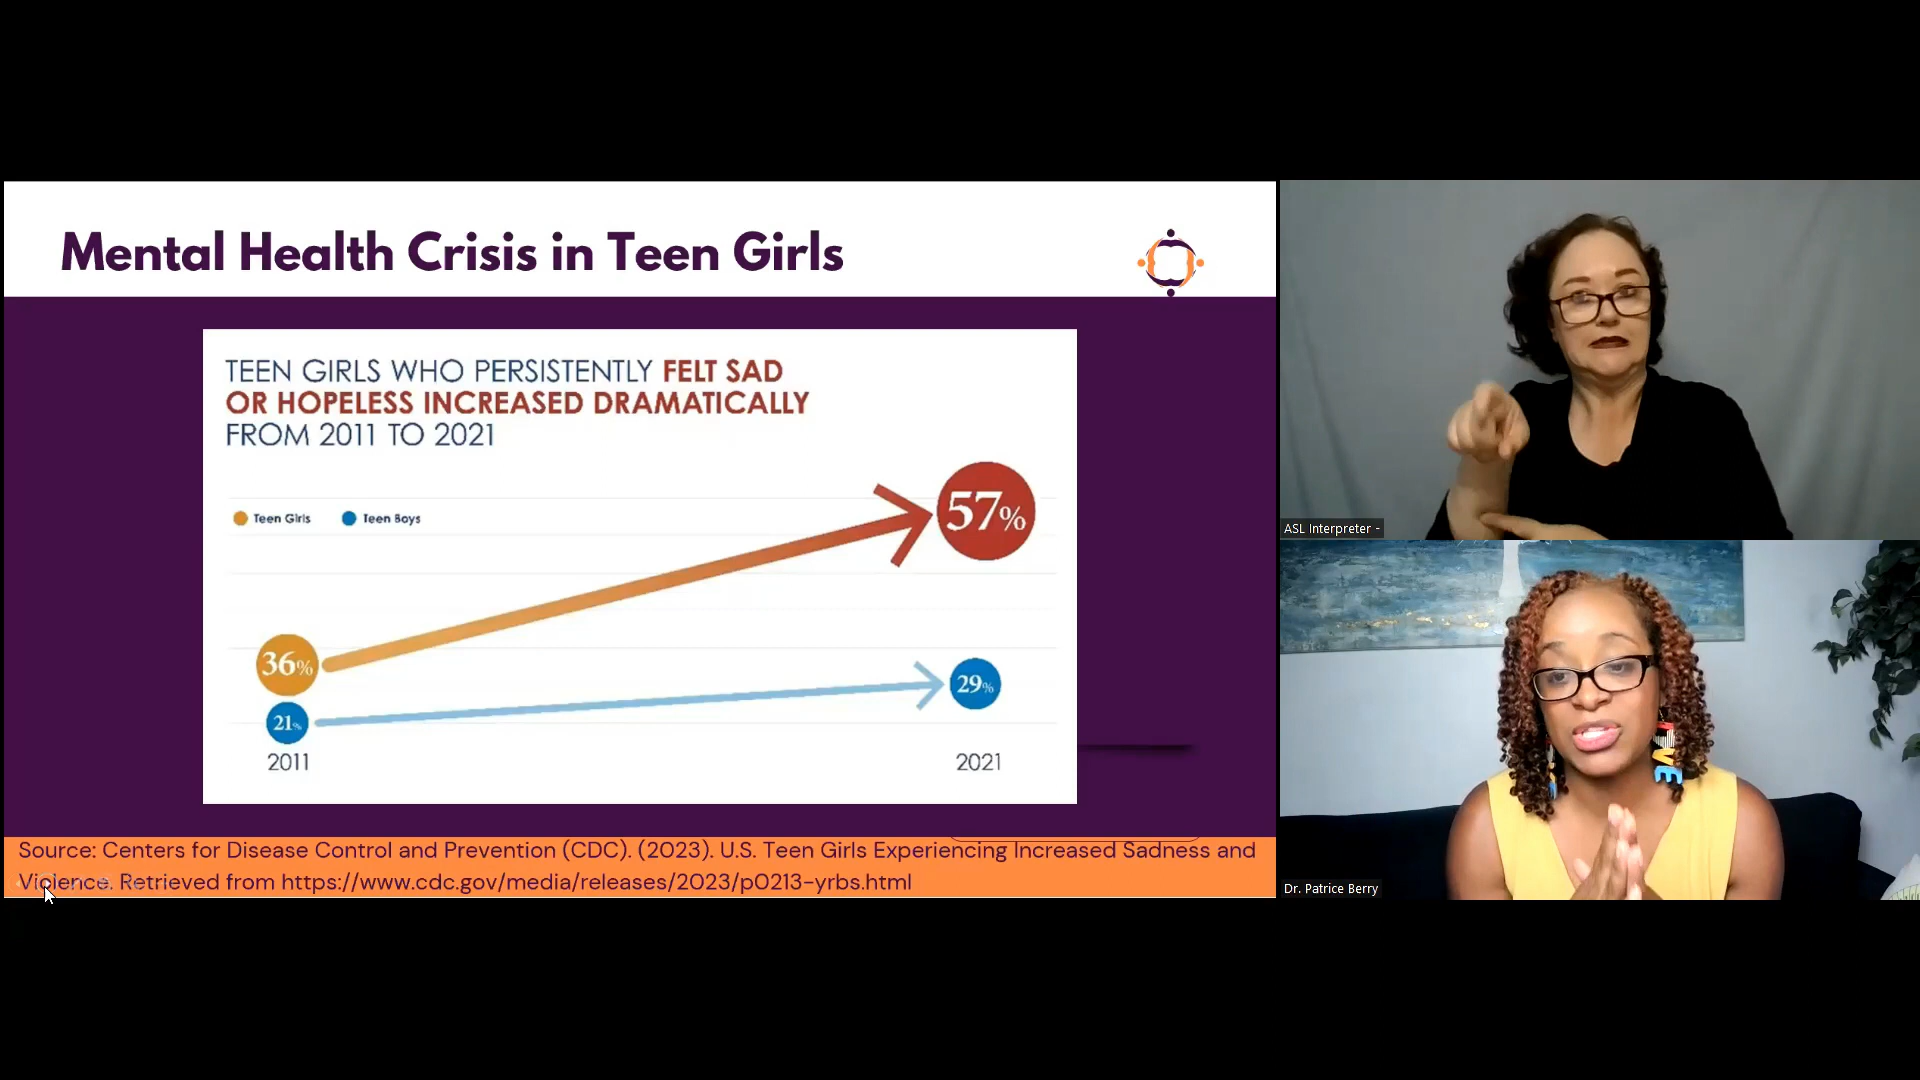 Mental Health Crisis in Teen Girls
TEEN GIRLS WHO PERSISTENTLY FELT SAD
OR HOPELESS INCREASED DRAMATICALLY
FROM 2011 TO 2021
Teen Girls
Teen Boys
57%
36%
29%
21%
2011
2021
Source: Centers for Disease Control and Prevention (CDC). (2023). U.S. Teen Girls Experiencing Increased Sadness and
Violence. Retrieved from https://www.cdc.gov/media/releases/2023/p0213-yrbs.html
ASL Interpreter -
Dr. Patrice Berry